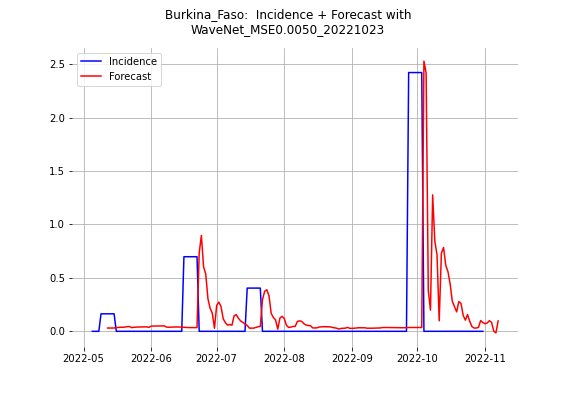 Burkina_Faso:  Incidence + Forecast with
WaveNet_MSE0.0050_20221023
Incidence
Forecast
2.5
2.0
1.5
1.0
0.5
0.0
2022-05 2022-06 2022-07 2022-08 2022-09 2022-10 2022-11